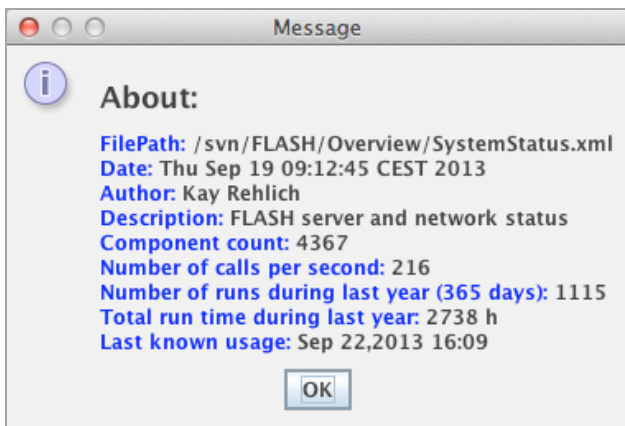 Message
i
About:
FilePath: /svn/FLASH/Overview/SystemStatus.xml
Date: Thu Sep 19 09:12:45 CEST 2013
Author: Kay Rehlich
Description: FLASH server and network status
Component count: 4367
Number of calls per second: 216
Number of runs during last year (365 days): 1115
Total run time during last year: 2738 h
Last known usage: Sep 22,2013 16:09
OK